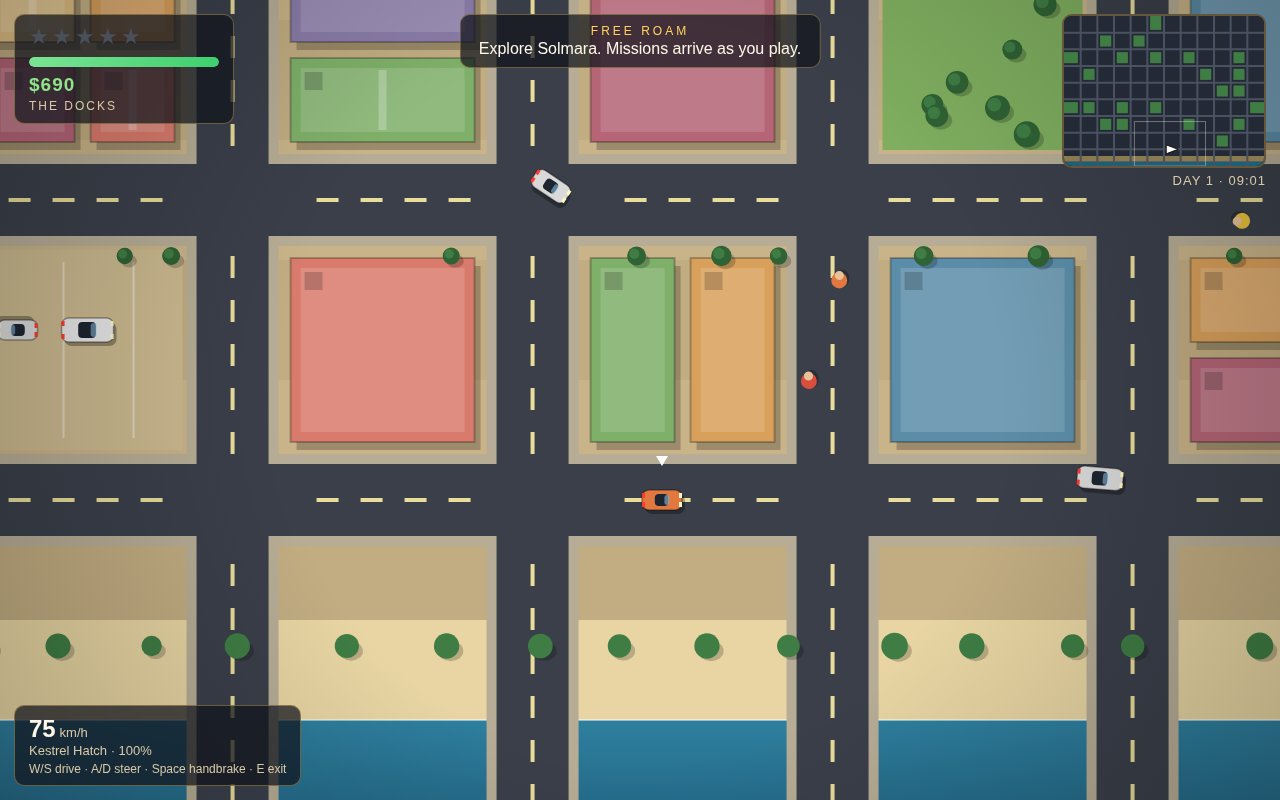 ★★★★★
$690
THE DOCKS
FREE ROAM
Explore Solmara. Missions arrive as you play.
DAY 1 · 09:01
75 km/h
Kestrel Hatch · 100%
W/S drive · A/D steer · Space handbrake · E exit